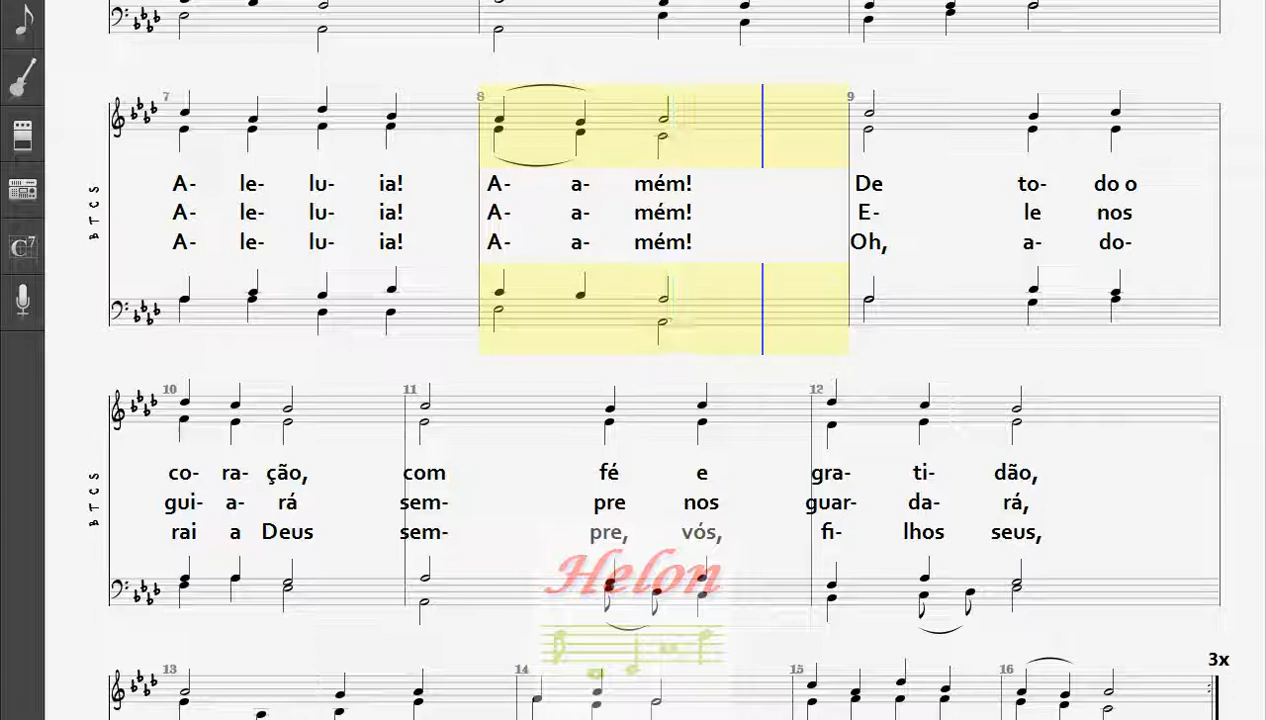 7 8 9
A- le- lu- ia! A- a- mém! De to- do o
A- le- lu- ia! A- a- mém! E- le nos
A- le- lu- ia! A- a- mém! Oh, a- do-
B T C S
C7
10 11 12
co- ra- ção, com fé e gra- ti- dão,
gui- a- rá sem- pre nos guar- da- rá,
rai a Deus sem- pre, vós, fi- lhos seus,
B T C S
Helon
3x
13 14 15 16